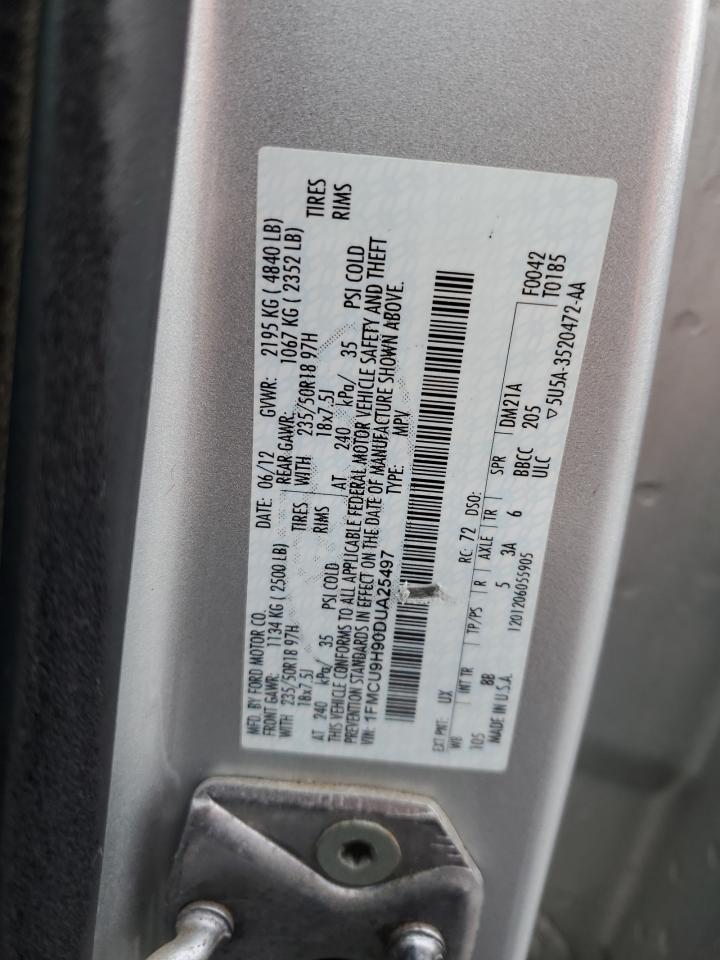 MFD. BY FORD MOTOR CO.
DATE: 06/12 GVWR: 2195 KG ( 4840 LB)
FRONT GAWR: 1134 KG ( 2500 LB) REAR GAWR: 1067 KG ( 2352 LB)
WITH 235/50R18 97H TIRES WITH 235/50R18 97H TIRES
18x7.5J RIMS 18x7.5J RIMS
AT 240 kPa/ 35 PSI COLD AT 240 kPa/ 35 PSI COLD
THIS VEHICLE CONFORMS TO ALL APPLICABLE FEDERAL MOTOR VEHICLE SAFETY AND THEFT
PREVENTION STANDARDS IN EFFECT ON THE DATE OF MANUFACTURE SHOWN ABOVE.
VIN: 1FMCU9H90DUA25497 TYPE: MPV
EXT PNT: UX RC: 72 DSO: F0042
WB INT TR TP/PS R AXLE TR SPR T0185
105 8B 5 3A 6 BBCC DM21A
ULC 205
MADE IN U.S.A. 1201206055905 ▽ 5U5A-3520472-AA